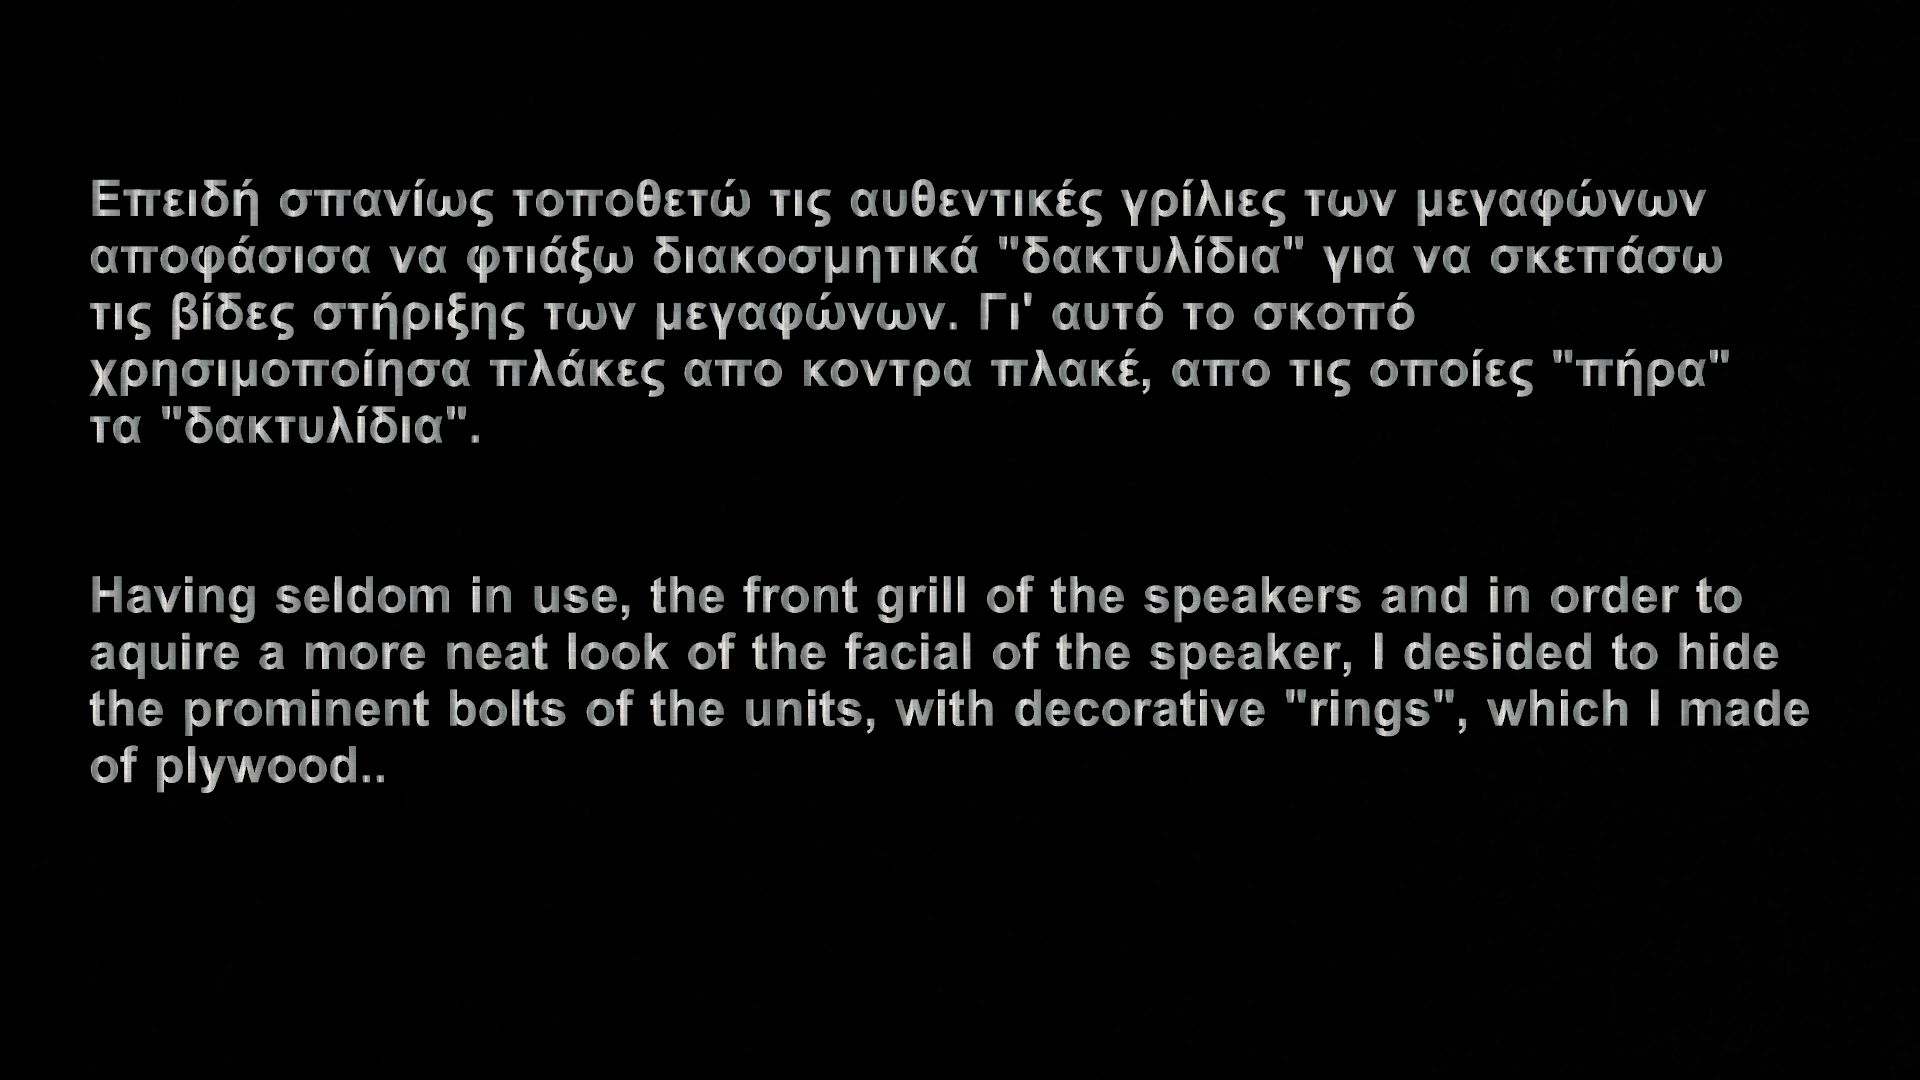 Επειδή σπανίως τοποθετώ τις αυθεντικές γρίλιες των μεγαφώνων
αποφάσισα να φτιάξω διακοσμητικά "δακτυλίδια" για να σκεπάσω
τις βίδες στήριξης των μεγαφώνων. Γι' αυτό το σκοπό
χρησιμοποίησα πλάκες απο κοντρα πλακέ, απο τις οποίες "πήρα"
τα "δακτυλίδια".
Having seldom in use, the front grill of the speakers and in order to
aquire a more neat look of the facial of the speaker, I desided to hide
the prominent bolts of the units, with decorative "rings", which I made
of plywood..